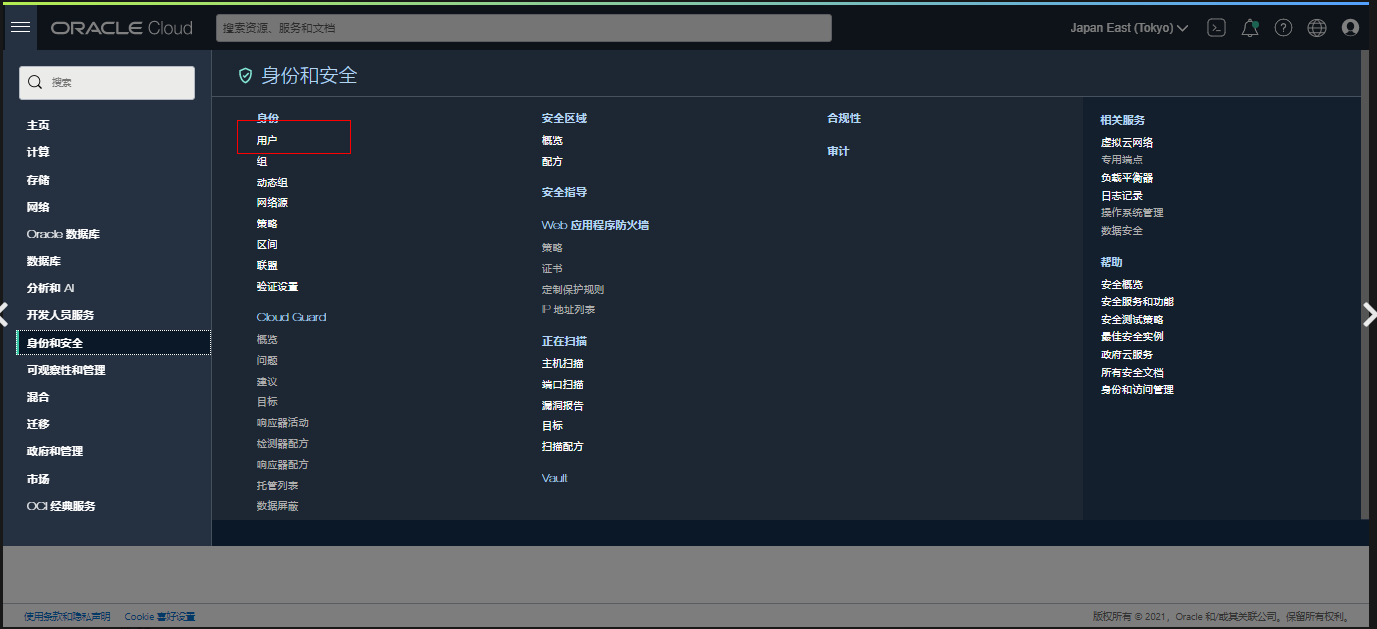 ORACLE Cloud
搜索资源、服务和文档
Japan East (Tokyo)
搜索
主页
计算
存储
网络
Oracle 数据库
数据库
分析和 AI
开发人员服务
身份和安全
可观察性和管理
混合
迁移
政府和管理
市场
OCI 经典服务
身份和安全
身份
用户
组
动态组
网络源
策略
区间
联盟
验证设置
Cloud Guard
概览
问题
建议
目标
响应器活动
检测器配方
响应器配方
托管列表
数据屏蔽
安全区域
概览
配方
安全指导
Web 应用程序防火墙
策略
证书
定制保护规则
IP 地址列表
正在扫描
主机扫描
端口扫描
漏洞报告
目标
扫描配方
Vault
合规性
审计
相关服务
虚拟云网络
专用端点
负载平衡器
日志记录
操作系统管理
数据安全
帮助
安全概览
安全服务和功能
安全测试策略
最佳安全实例
政府云服务
所有安全文档
身份和访问管理
使用条款和隐私声明 Cookie 喜好设置
版权所有 © 2021，Oracle 和/或其关联公司。保留所有权利。